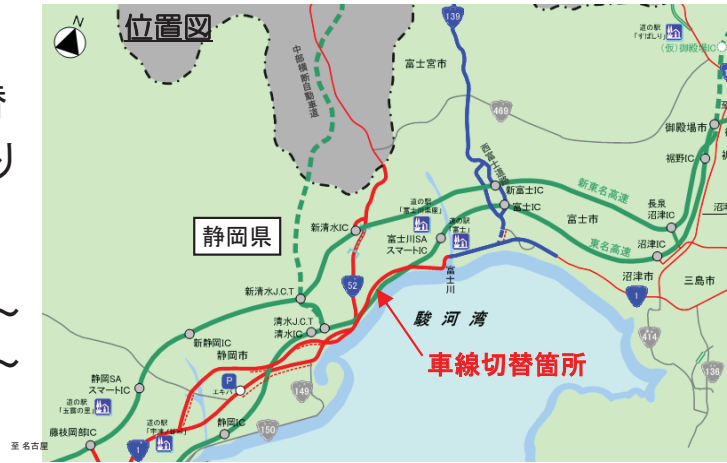 位置図
N
替
り
～
～
139
道の駅
「すばしり」
(仮)御殿場IC
富士宮市
中部横断自動車道
469
御殿場市
裾野IC
西富士道路
新富士IC
新東名高速
富士IC
長泉
沼津IC
富士市
東名高速
沼津IC
沼津市
三島市
新清水IC
道の駅
「富士川楽座」
道の駅
「富士」
富士川SA
スマートIC
富士川
静岡県
52
新清水J.C.T
清水J.C.T
清水IC
駿河湾
1
414
136
車線切替箇所
新静岡IC
静岡市
P
エキパ
149
静岡SA
スマートIC
道の駅
「玉露の里」
道の駅
「宇津ノ谷」
静岡IC
150
藤枝岡部IC
1
至 名古屋